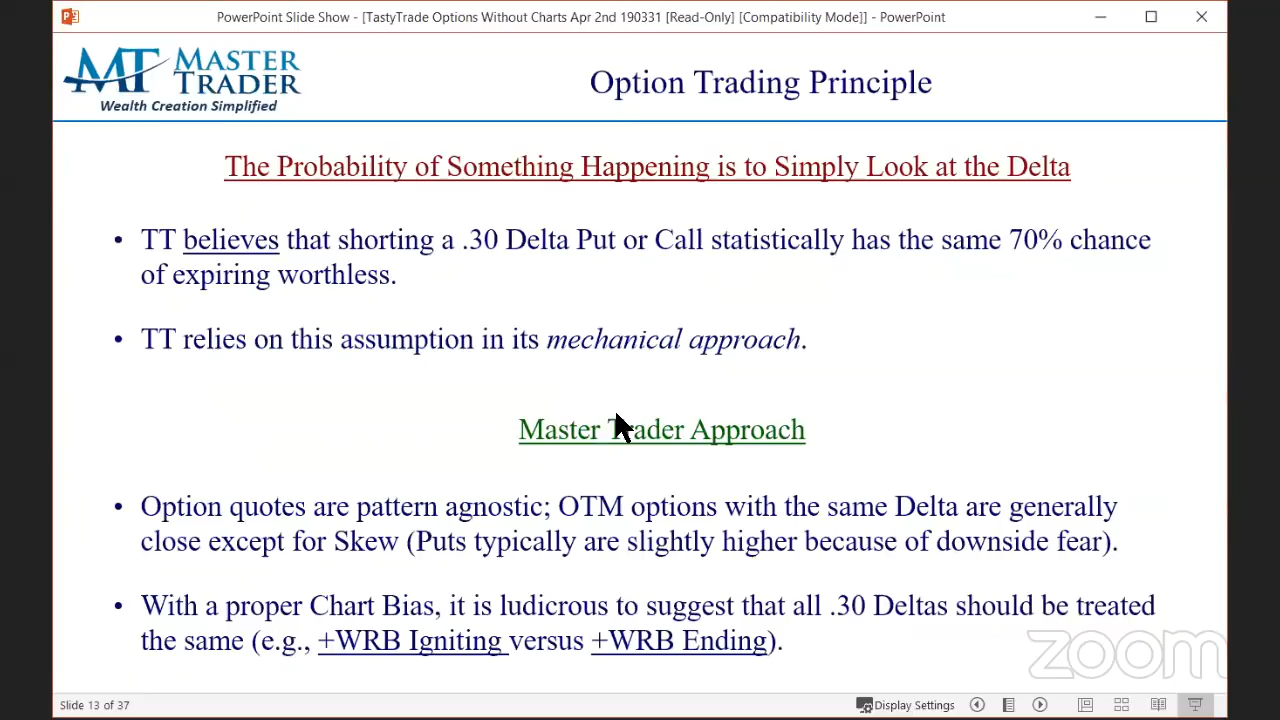 PowerPoint Slide Show - [TastyTrade Options Without Charts Apr 2nd 190331 [Read-Only] [Compatibility Mode]] - PowerPoint
MT MASTER
TRADER
Wealth Creation Simplified
Option Trading Principle
The Probability of Something Happening is to Simply Look at the Delta
• TT believes that shorting a .30 Delta Put or Call statistically has the same 70% chance
of expiring worthless.
• TT relies on this assumption in its mechanical approach.
Master Trader Approach
• Option quotes are pattern agnostic; OTM options with the same Delta are generally
close except for Skew (Puts typically are slightly higher because of downside fear).
• With a proper Chart Bias, it is ludicrous to suggest that all .30 Deltas should be treated
the same (e.g., +WRB Igniting versus +WRB Ending).
zoom
Slide 13 of 37
Display Settings